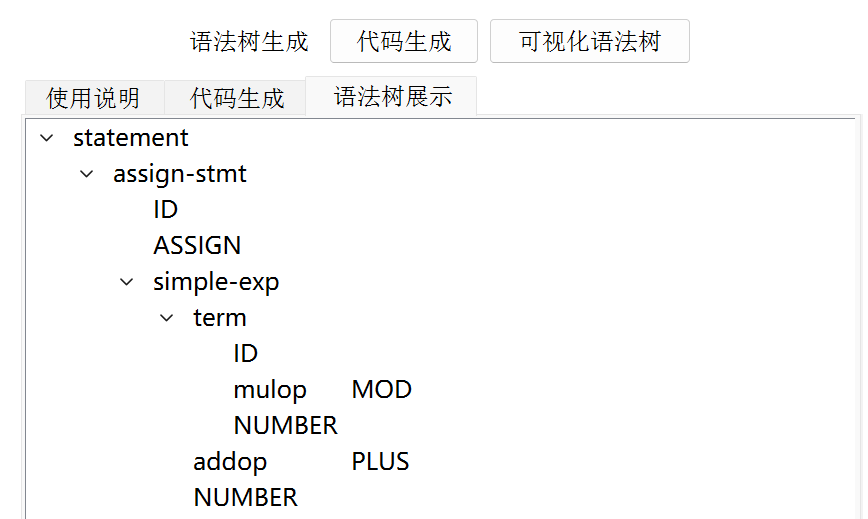 语法树生成 代码生成 可视化语法树
使用说明 代码生成 语法树展示
statement
assign-stmt
ID
ASSIGN
simple-exp
term
ID
mulop MOD
NUMBER
addop PLUS
NUMBER